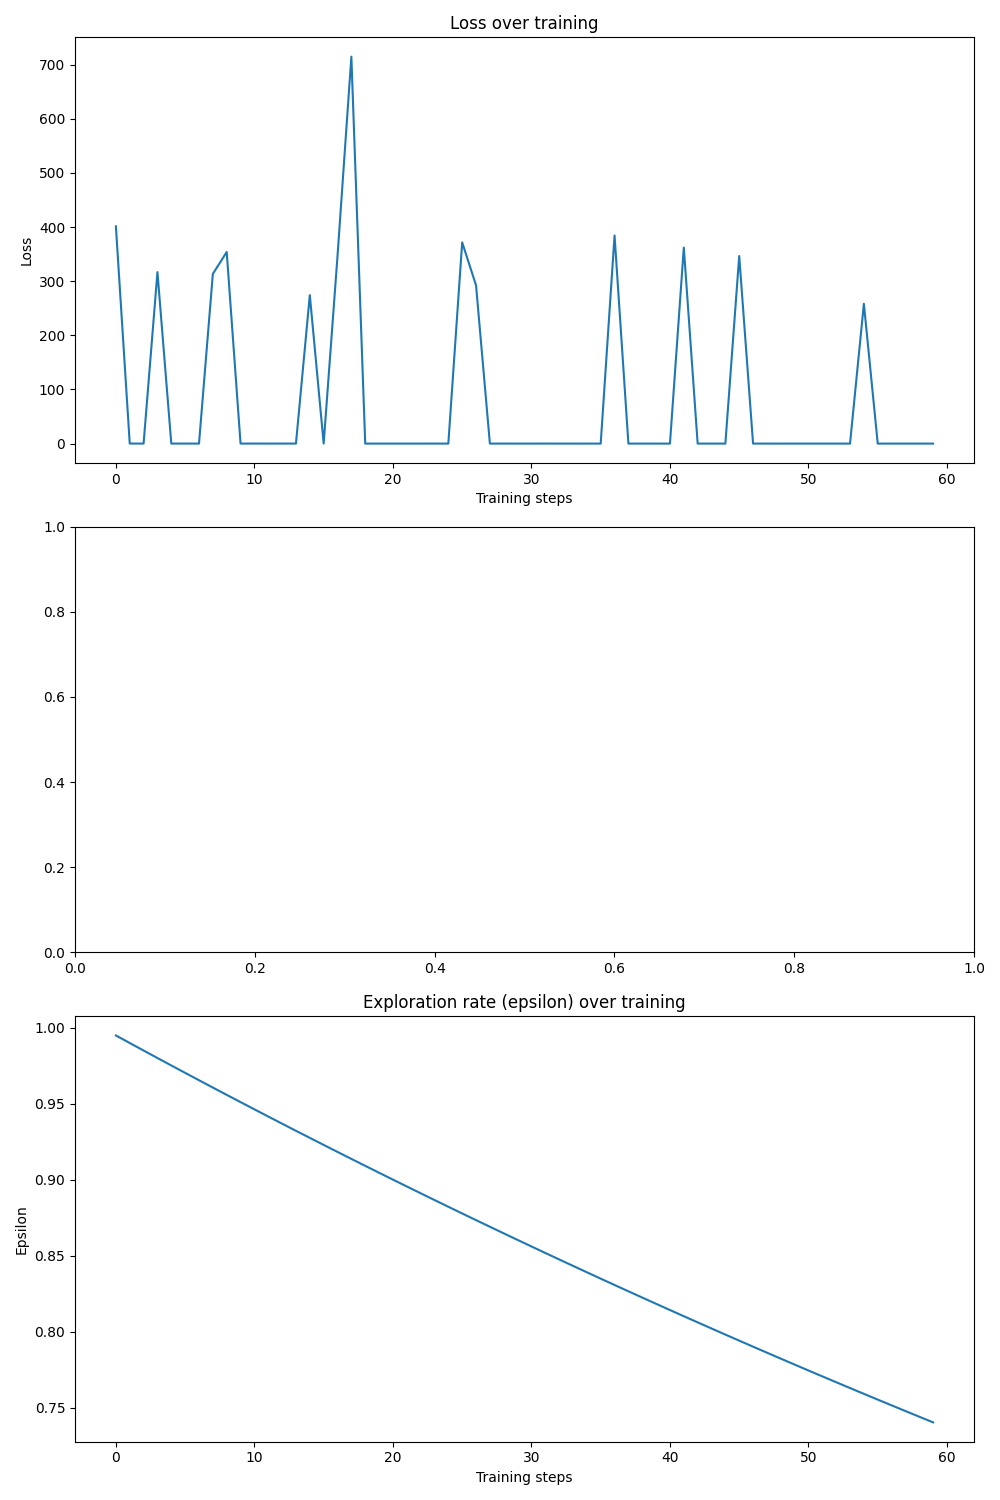 Loss over training
700
600
500
400
300
200
100
0
Loss
0 10 20 30 40 50 60
Training steps
1.0
0.8
0.6
0.4
0.2
0.0
0.0 0.2 0.4 0.6 0.8 1.0
Exploration rate (epsilon) over training
1.00
0.95
0.90
0.85
0.80
0.75
Epsilon
0 10 20 30 40 50 60
Training steps